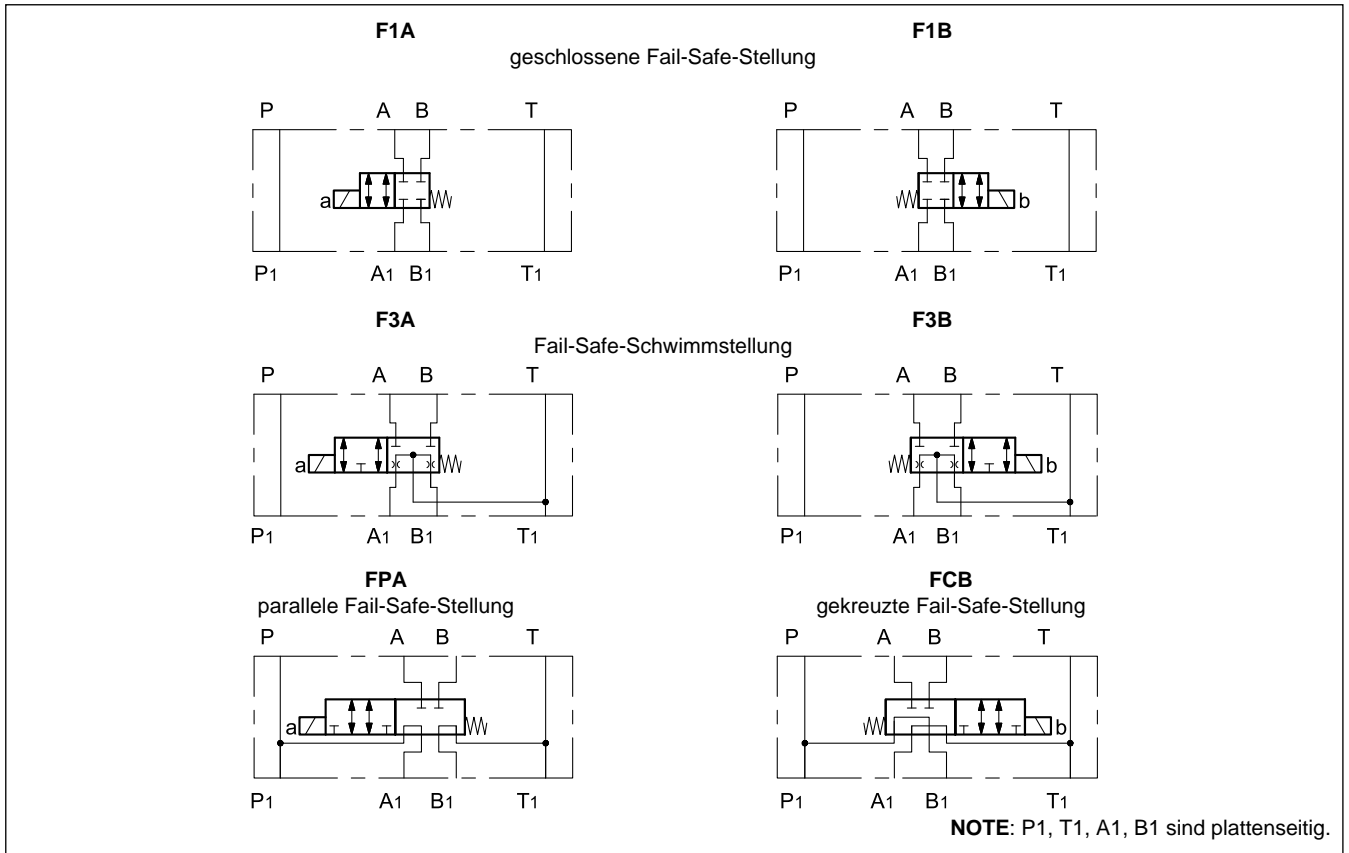 F1A F1B
geschlossene Fail-Safe-Stellung
P A B T P A B T
a b
P1 A1 B1 T1 P1 A1 B1 T1
F3A F3B
Fail-Safe-Schwimmstellung
P A B T P A B T
a b
P1 A1 B1 T1 P1 A1 B1 T1
FPA FCB
parallele Fail-Safe-Stellung gekreuzte Fail-Safe-Stellung
P A B T P A B T
a b
P1 A1 B1 T1 P1 A1 B1 T1
NOTE: P1, T1, A1, B1 sind plattenseitig.